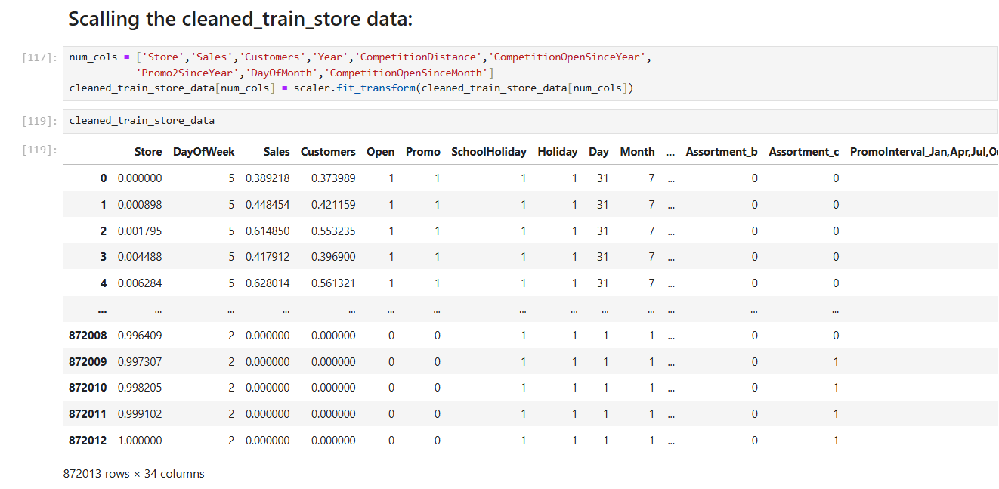 Scalling the cleaned_train_store data:
[117]: num_cols = ['Store','Sales','Customers','Year','CompetitionDistance','CompetitionOpenSinceYear',
'Promo2SinceYear','DayOfMonth','CompetitionOpenSinceMonth']
cleaned_train_store_data[num_cols] = scaler.fit_transform(cleaned_train_store_data[num_cols])
[119]: cleaned_train_store_data
[119]: Store DayOfWeek Sales Customers Open Promo SchoolHoliday Holiday Day Month ... Assortment_b Assortment_c PromoInterval_Jan,Apr,Jul,Oc
0 0.000000 5 0.389218 0.373989 1 1 1 1 31 7 ... 0 0
1 0.000898 5 0.448454 0.421159 1 1 1 1 31 7 ... 0 0
2 0.001795 5 0.614850 0.553235 1 1 1 1 31 7 ... 0 0
3 0.004488 5 0.417912 0.396900 1 1 1 1 31 7 ... 0 0
4 0.006284 5 0.628014 0.561321 1 1 1 1 31 7 ... 0 0
... ... ... ... ... ... ... ... ... ... ... ... ... ...
872008 0.996409 2 0.000000 0.000000 0 0 1 1 1 1 ... 0 0
872009 0.997307 2 0.000000 0.000000 0 0 1 1 1 1 ... 0 1
872010 0.998205 2 0.000000 0.000000 0 0 1 1 1 1 ... 0 1
872011 0.999102 2 0.000000 0.000000 0 0 1 1 1 1 ... 0 1
872012 1.000000 2 0.000000 0.000000 0 0 1 1 1 1 ... 0 1
872013 rows × 34 columns